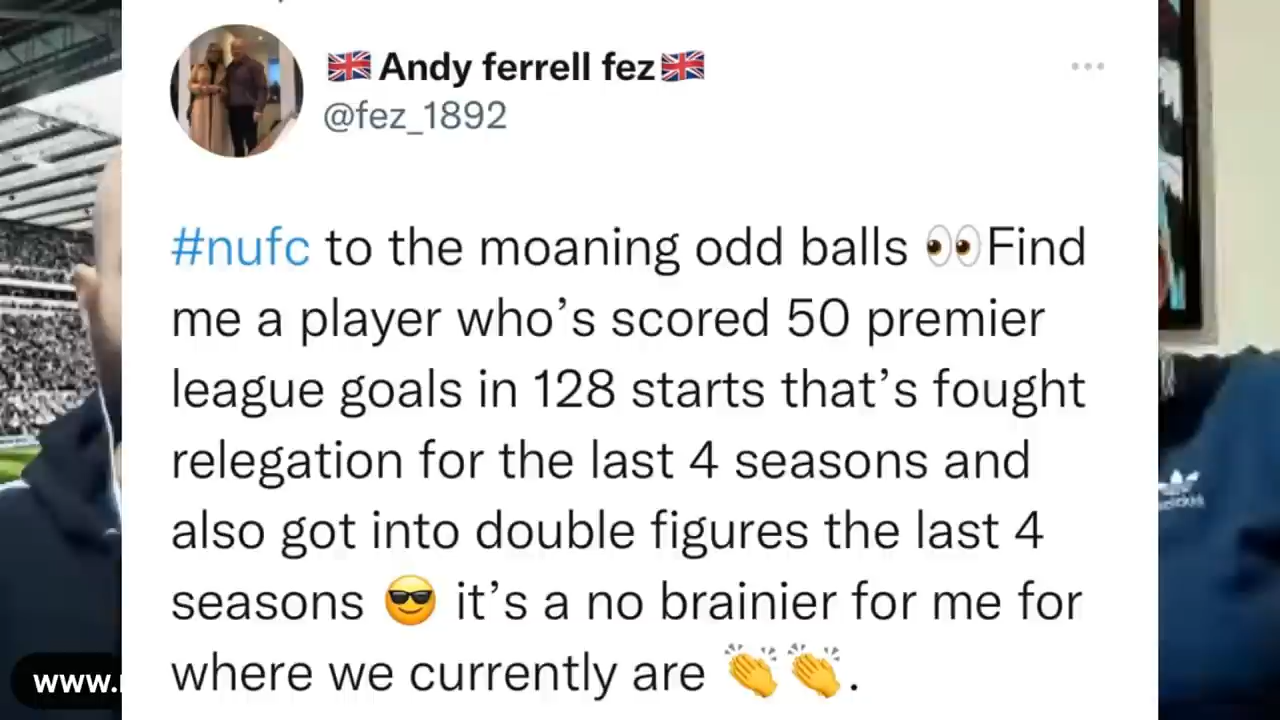 🇬🇧Andy ferrell fez🇬🇧
@fez_1892
#nufc to the moaning odd balls 👀Find
me a player who’s scored 50 premier
league goals in 128 starts that’s fought
relegation for the last 4 seasons and
also got into double figures the last 4
seasons 😎 it’s a no brainier for me for
where we currently are 👏👏.
www.